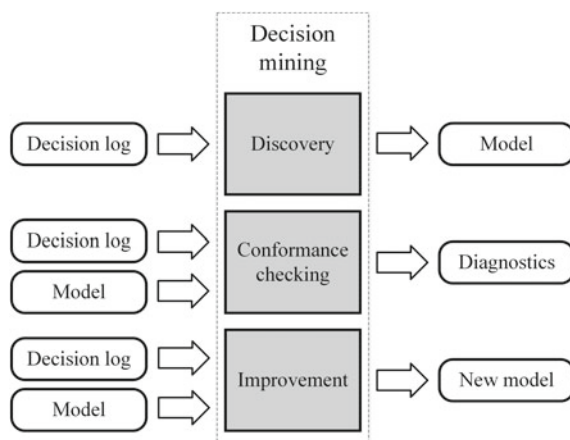 Decision
mining
Decision log
Discovery
Model
Decision log
Model
Conformance
checking
Diagnostics
Decision log
Model
Improvement
New model